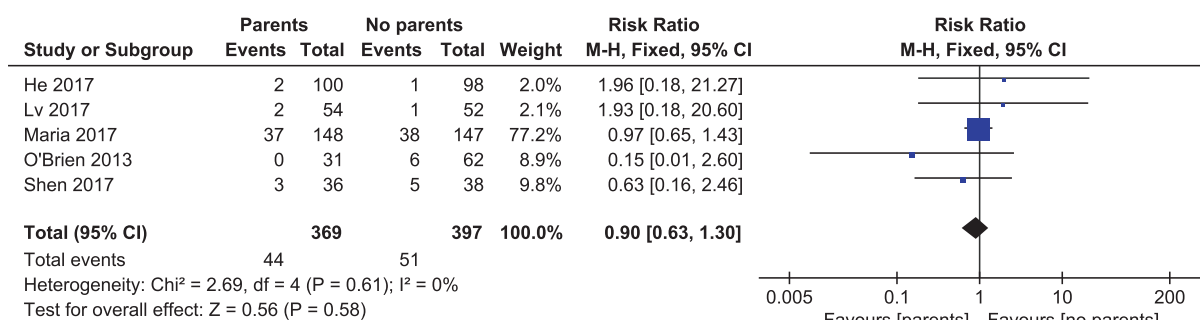 Parents No parents Risk Ratio Risk Ratio
Study or Subgroup Events Total Events Total Weight M-H, Fixed, 95% CI M-H, Fixed, 95% CI
He 2017 2 100 1 98 2.0% 1.96 [0.18, 21.27]
Lv 2017 2 54 1 52 2.1% 1.93 [0.18, 20.60]
Maria 2017 37 148 38 147 77.2% 0.97 [0.65, 1.43]
O'Brien 2013 0 31 6 62 8.9% 0.15 [0.01, 2.60]
Shen 2017 3 36 5 38 9.8% 0.63 [0.16, 2.46]
Total (95% CI) 369 397 100.0% 0.90 [0.63, 1.30]
Total events 44 51
Heterogeneity: Chi² = 2.69, df = 4 (P = 0.61); I² = 0%
Test for overall effect: Z = 0.56 (P = 0.58)
0.005 0.1 1 10 200
Favours [parents] Favours [no parents]